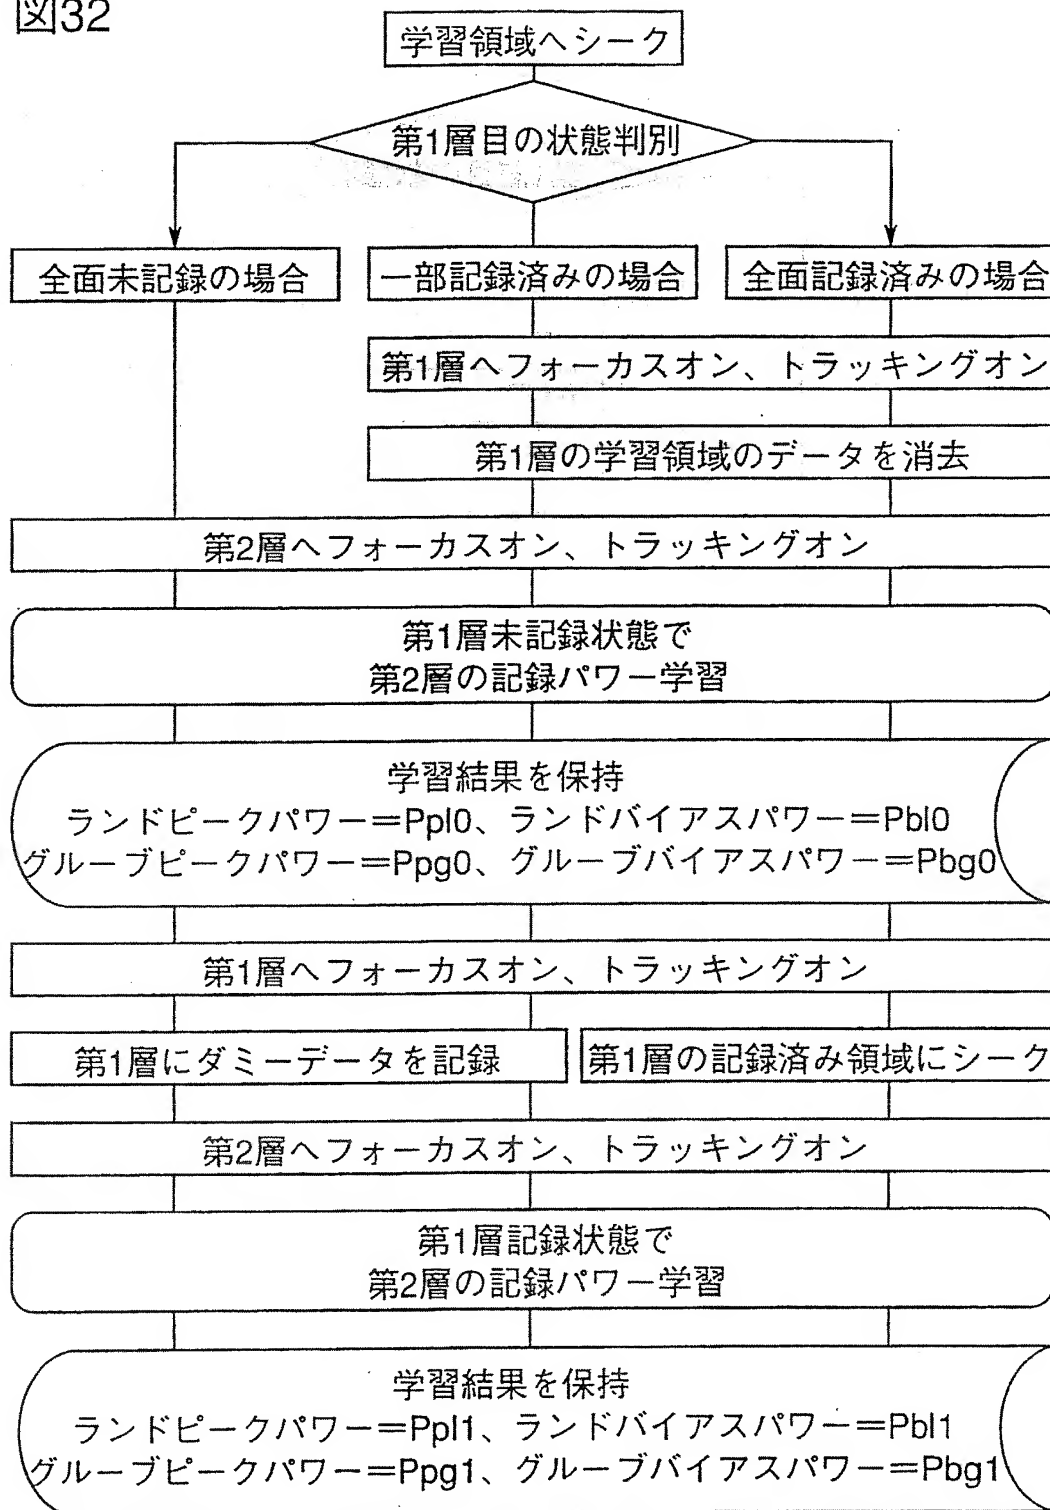 図32
学習領域へシーク
第1層目の状態判別
全面未記録の場合
一部記録済みの場合
全面記録済みの場合
第1層へフォーカスオン、トラッキングオン
第1層の学習領域のデータを消去
第2層へフォーカスオン、トラッキングオン
第1層未記録状態で
第2層の記録パワー学習
学習結果を保持
ランドピークパワー=Ppl0、ランドバイアスパワー=Pbl0
グルーブピークパワー=Ppg0、グルーブバイアスパワー=Pbg0
第1層へフォーカスオン、トラッキングオン
第1層にダミーデータを記録
第1層の記録済み領域にシーク
第2層へフォーカスオン、トラッキングオン
第1層記録状態で
第2層の記録パワー学習
学習結果を保持
ランドピークパワー=Ppl1、ランドバイアスパワー=Pbl1
グルーブピークパワー=Ppg1、グルーブバイアスパワー=Pbg1